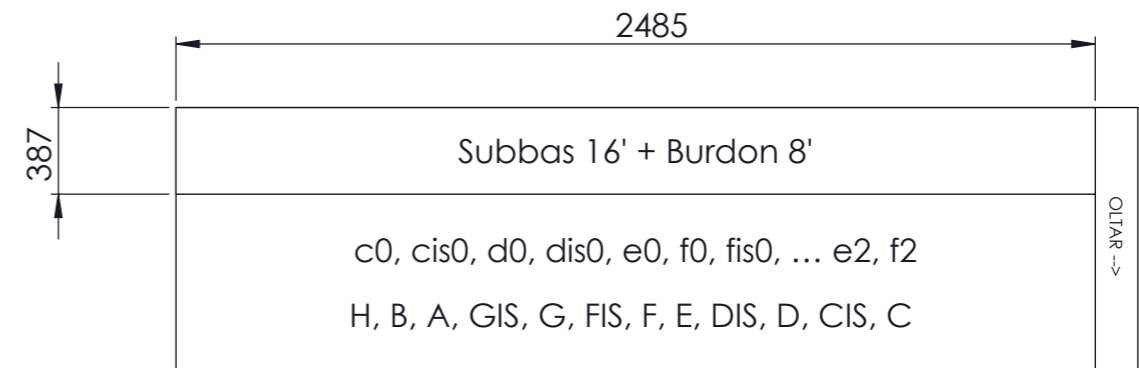 2485
387
Subbas 16' + Burdon 8'
OLTAR -->
c0, cis0, d0, dis0, e0, f0, fis0, ... e2, f2
H, B, A, GIS, G, FIS, F, E, DIS, D, CIS, C